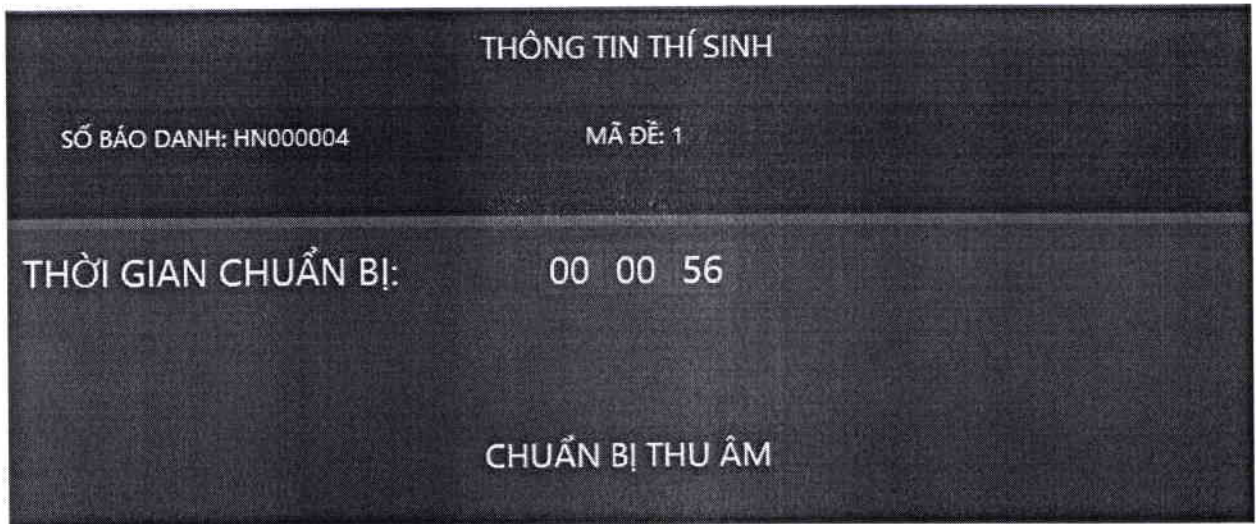 THÔNG TIN THÍ SINH
SỐ BÁO DANH: HN000004 MÃ ĐỀ: 1
THỜI GIAN CHUẨN BỊ: 00 00 56
CHUẨN BỊ THU ÂM